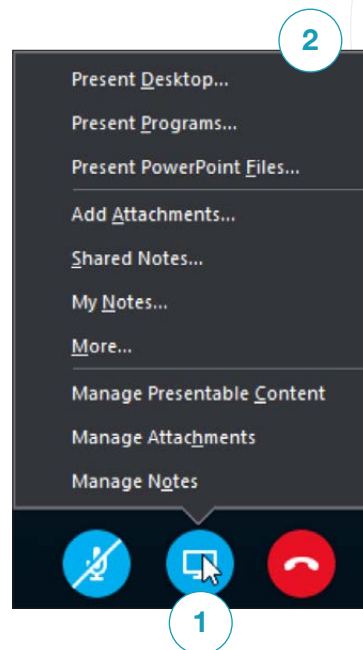 2
Present Desktop...
Present Programs...
Present PowerPoint Files...
Add Attachments...
Shared Notes...
My Notes...
More...
Manage Presentable Content
Manage Attachments
Manage Notes
1